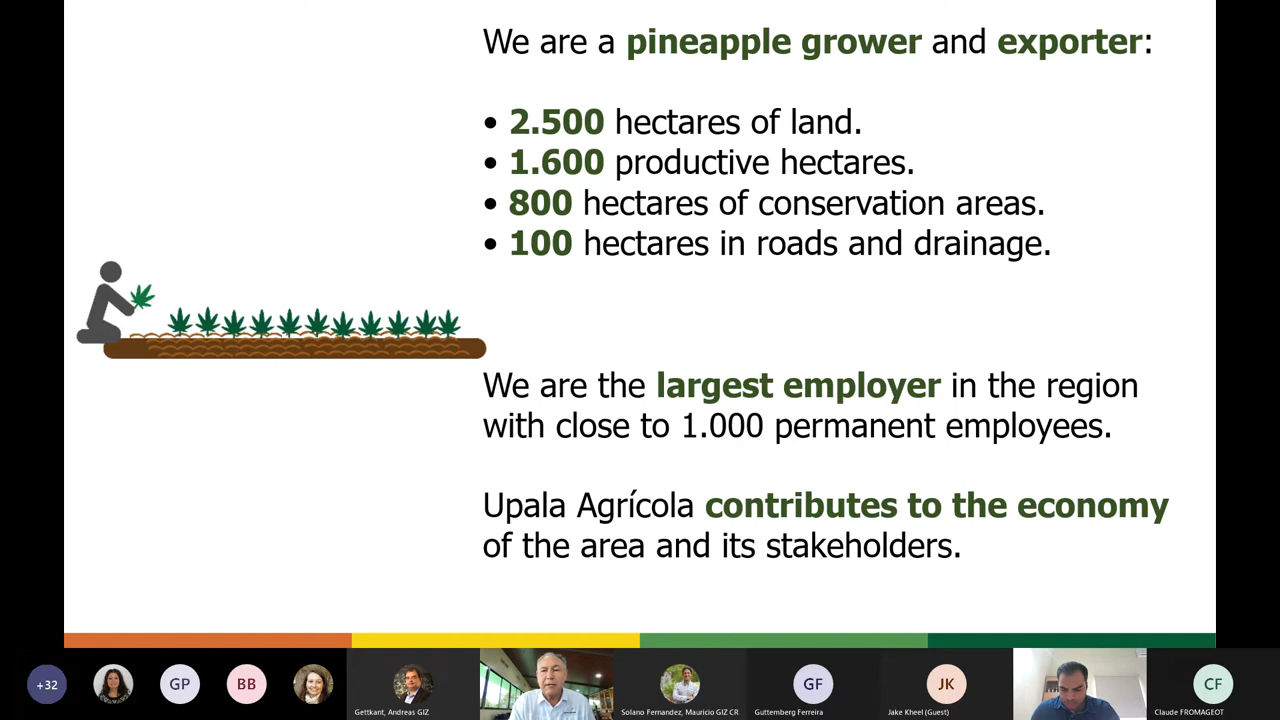 We are a pineapple grower and exporter:
• 2.500 hectares of land.
• 1.600 productive hectares.
• 800 hectares of conservation areas.
• 100 hectares in roads and drainage.
We are the largest employer in the region
with close to 1.000 permanent employees.
Upala Agrícola contributes to the economy
of the area and its stakeholders.
+32
GP
BB
GF
JK
CF
Gettkant, Andreas GIZ
Solano Fernandez, Mauricio GIZ CR
Guttemberg Ferreira
Jake Kheel (Guest)
Claude FROMAGEOT